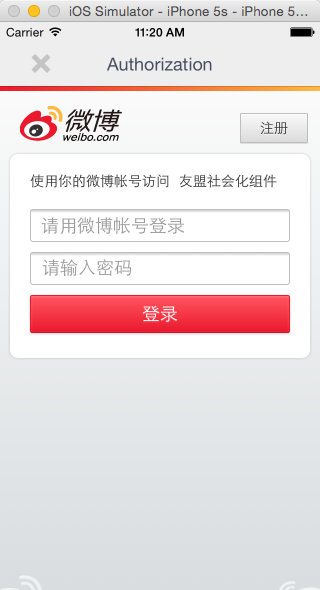 iOS Simulator - iPhone 5s - iPhone 5...
Carrier 11:20 AM
Authorization
微博
weibo.com
注册
使用你的微博帐号访问 友盟社会化组件
请用微博帐号登录
请输入密码
登录